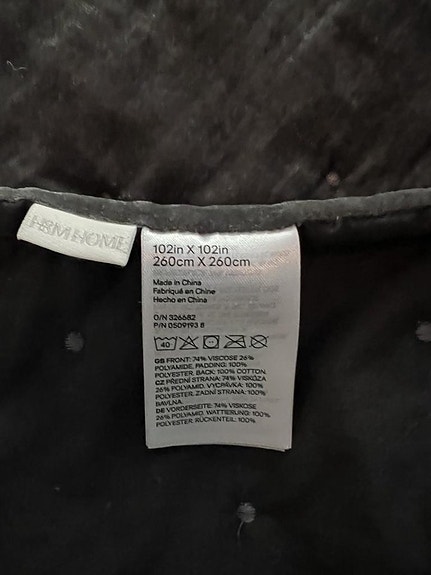 H&M HOME
102in X 102in
260cm X 260cm
Made in China
Fabriqué en Chine
Hecho en China
O/N 326682
P/N 0509193 8
40
GB FRONT: 74% VISCOSE 26%
POLYAMIDE, PADDING: 100%
POLYESTER, BACK: 100% COTTON.
CZ PŘEDNÍ STRANA: 74% VISKÓZA
26% POLYAMID, VYCPÁVKA: 100%
POLYESTER, ZADNÍ STRANA: 100%
BAVLNA.
DE VORDERSEITE: 74% VISKOSE
26% POLYAMID, WATTIERUNG: 100%
POLYESTER, RÜCKENTEIL: 100%